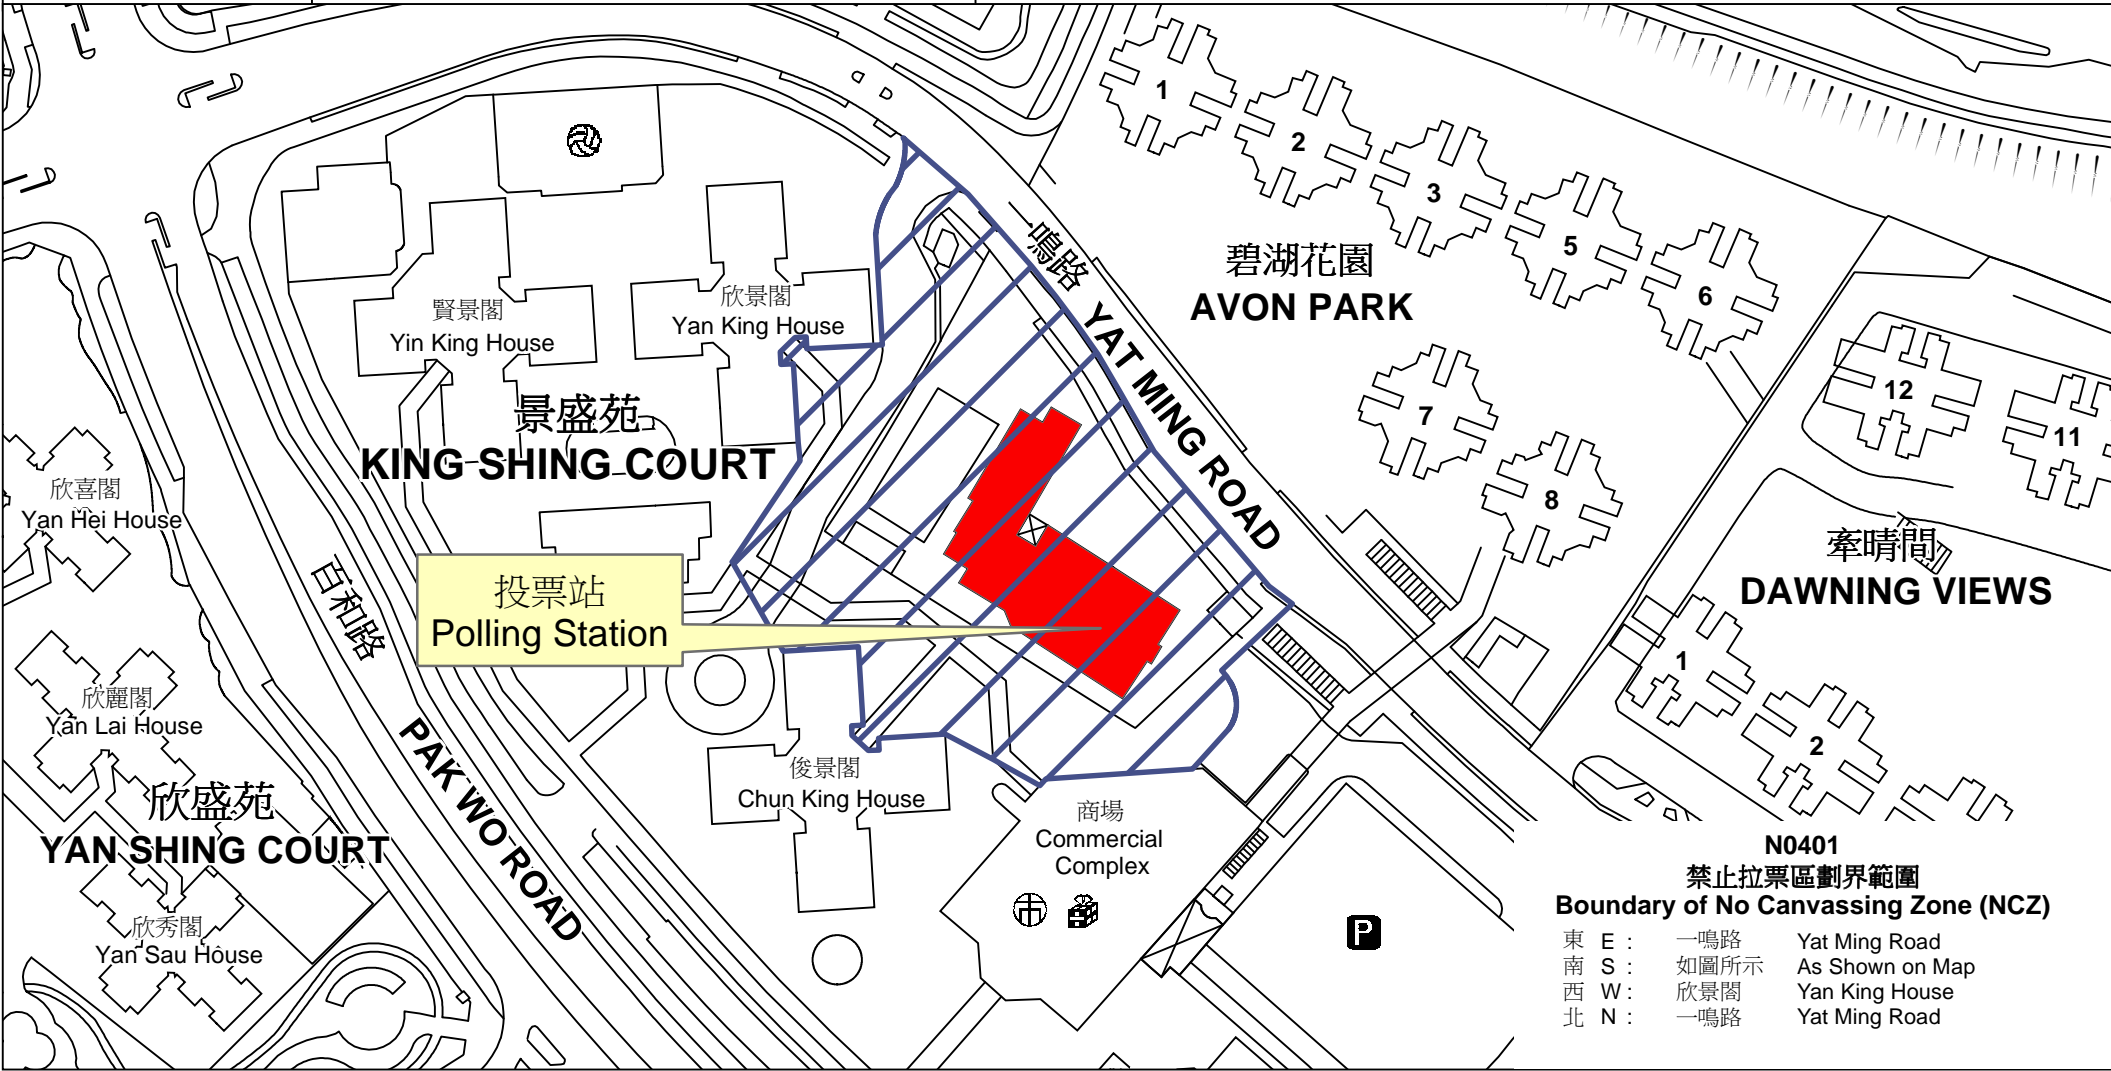 1
2
3
5
6
7
8
碧湖花園
AVON PARK
一鳴路 YAT MING ROAD
12
11
牽晴間
DAWNING VIEWS
1
2
賢景閣
Yin King House
欣景閣
Yan King House
景盛苑
KING SHING COURT
欣喜閣
Yan Hei House
百和路
PAK WO ROAD
投票站
Polling Station
欣麗閣
Yan Lai House
欣盛苑
YAN SHING COURT
欣秀閣
Yan Sau House
俊景閣
Chun King House
商場
Commercial
Complex
市
P
N0401
禁止拉票區劃界範圍
Boundary of No Canvassing Zone (NCZ)
東 E : 一鳴路 Yat Ming Road
南 S : 如圖所示 As Shown on Map
西 W : 欣景閣 Yan King House
北 N : 一鳴路 Yat Ming Road